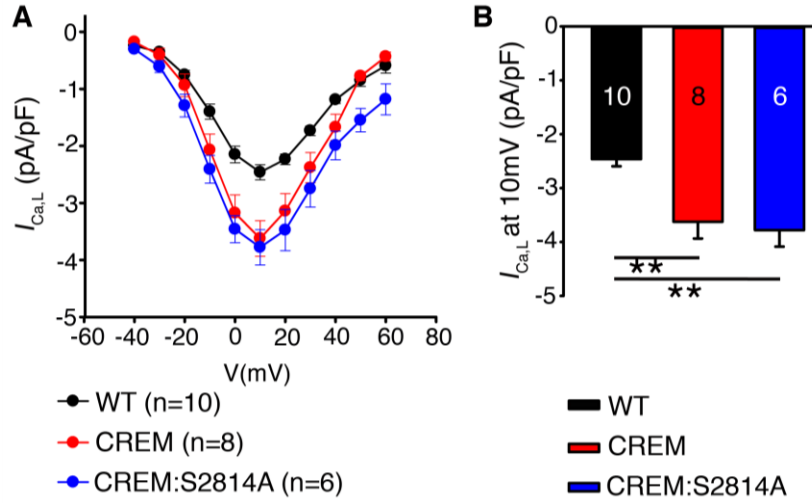 A
I_Ca,L (pA/pF)
0
-1
-2
-3
-4
-5
-60 -40 -20 0 20 40 60 80
V(mV)
WT (n=10)
CREM (n=8)
CREM:S2814A (n=6)
B
I_Ca,L at 10mV (pA/pF)
0
-1
-2
-3
-4
-5
10 8 6
**
**
WT
CREM
CREM:S2814A